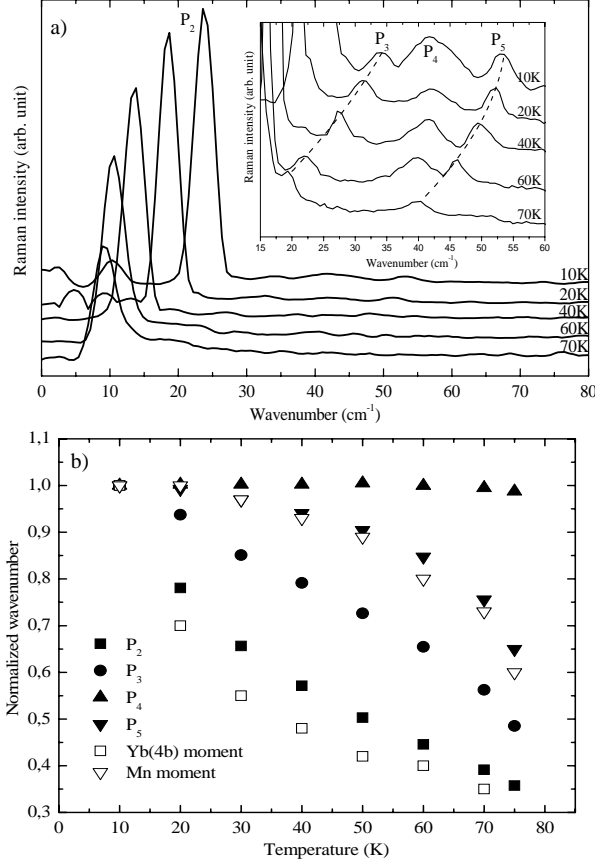 a)
P2
Raman intensity (arb. unit)
10K
20K
40K
60K
70K
0 10 20 30 40 50 60 70 80
Wavenumber (cm-1)
P3
P4
P5
Raman intensity (arb. unit)
10K
20K
40K
60K
70K
15 20 25 30 35 40 45 50 55 60
Wavenumber (cm-1)
b)
Normalized wavenumber
1,1
1,0
0,9
0,8
0,7
0,6
0,5
0,4
0,3
P2
P3
P4
P5
Yb(4b) moment
Mn moment
0 10 20 30 40 50 60 70 80
Temperature (K)